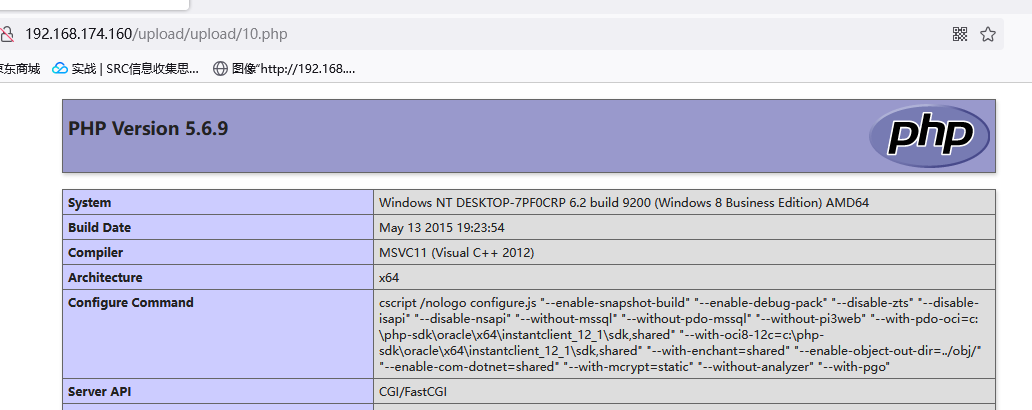 192.168.174.160/upload/upload/10.php
京东商城 实战 | SRC信息收集思... 图像"http://192.168....
PHP Version 5.6.9
php
System Windows NT DESKTOP-7PF0CRP 6.2 build 9200 (Windows 8 Business Edition) AMD64
Build Date May 13 2015 19:23:54
Compiler MSVC11 (Visual C++ 2012)
Architecture x64
Configure Command cscript /nologo configure.js "--enable-snapshot-build" "--enable-debug-pack" "--disable-zts" "--disable-
isapi" "--disable-nsapi" "--without-mssql" "--without-pdo-mssql" "--without-pi3web" "--with-pdo-oci=c:
\php-sdk\oracle\x64\instantclient_12_1\sdk,shared" "--with-oci8-12c=c:\php-
sdk\oracle\x64\instantclient_12_1\sdk,shared" "--with-enchant=shared" "--enable-object-out-dir=../obj/"
"--enable-com-dotnet=shared" "--with-mcrypt=static" "--without-analyzer" "--with-pgo"
Server API CGI/FastCGI